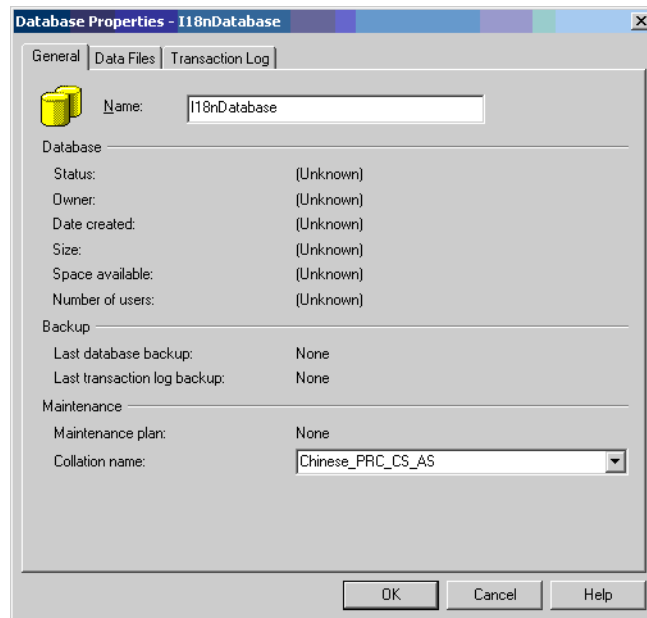 Database Properties - I18nDatabase
General Data Files Transaction Log
Name: I18nDatabase
Database
Status: (Unknown)
Owner: (Unknown)
Date created: (Unknown)
Size: (Unknown)
Space available: (Unknown)
Number of users: (Unknown)
Backup
Last database backup: None
Last transaction log backup: None
Maintenance
Maintenance plan: None
Collation name: Chinese_PRC_CS_AS
OK Cancel Help